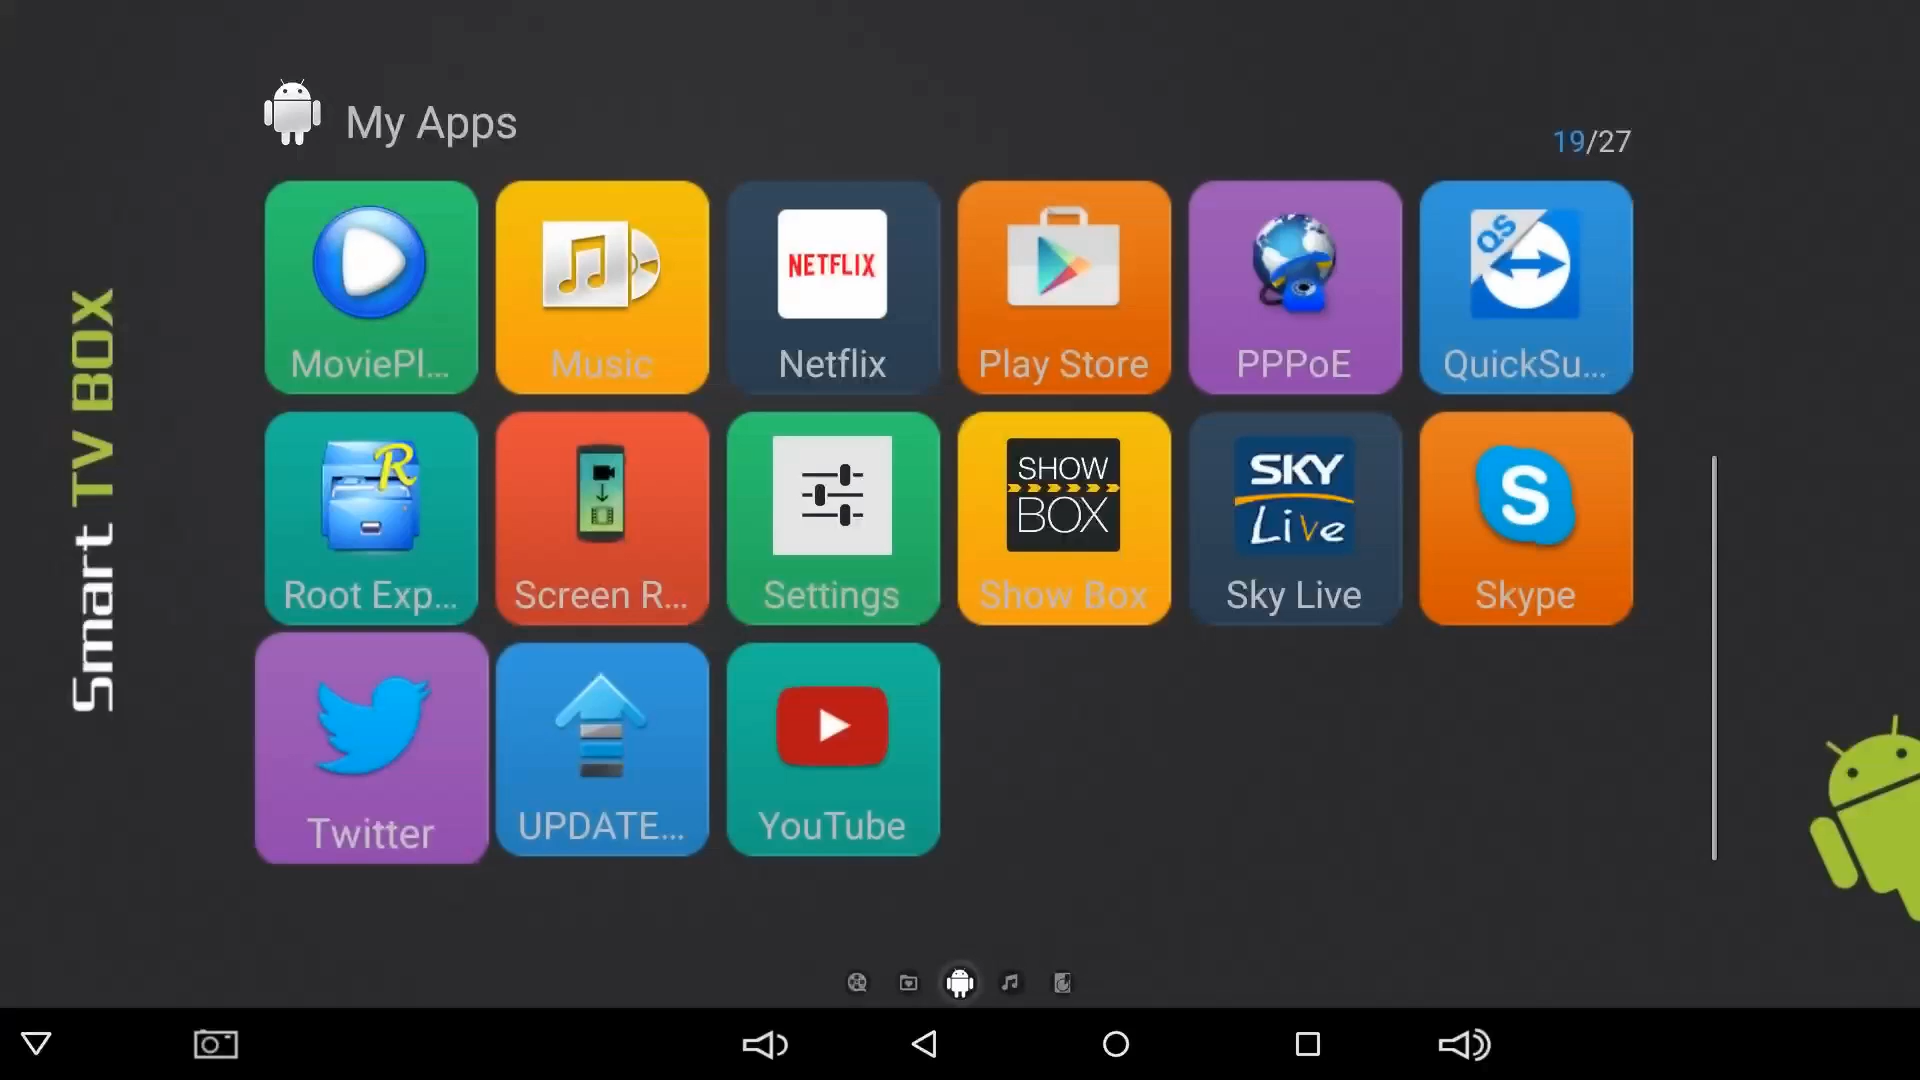 My Apps
19/27
Smart TV BOX
MoviePl...
Music
NETFLIX
Netflix
Play Store
PPPoE
QS
QuickSu...
R
Root Exp...
Screen R...
Settings
SHOW
BOX
Show Box
SKY
Live
Sky Live
S
Skype
Twitter
UPDATE...
YouTube